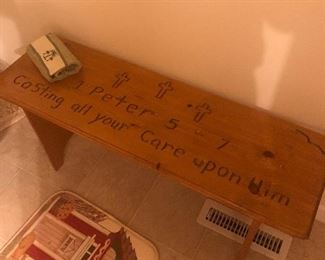 1 Peter 5 - 7
Casting all your Care upon Him